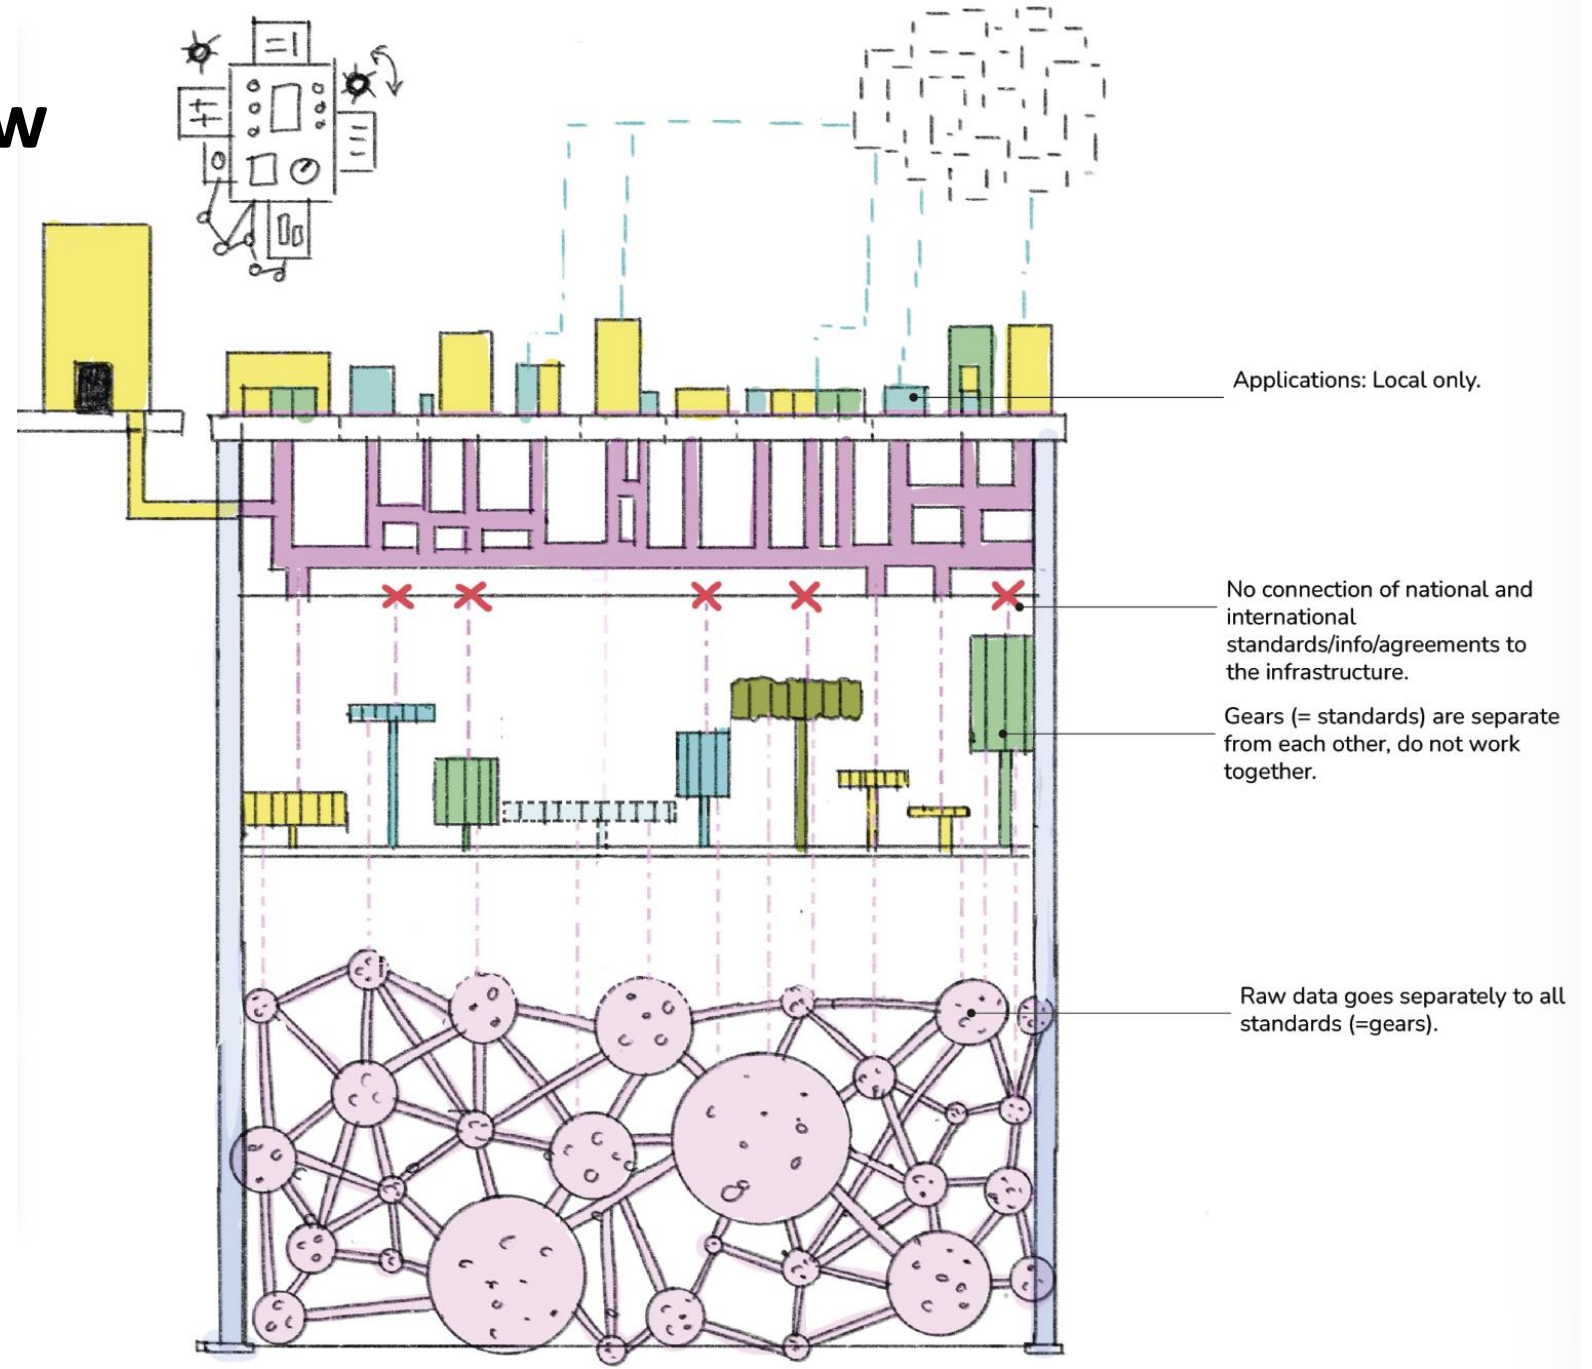 w
Applications: Local only.
No connection of national and
international
standards/info/agreements to
the infrastructure.
Gears (= standards) are separate
from each other, do not work
together.
Raw data goes separately to all
standards (=gears).